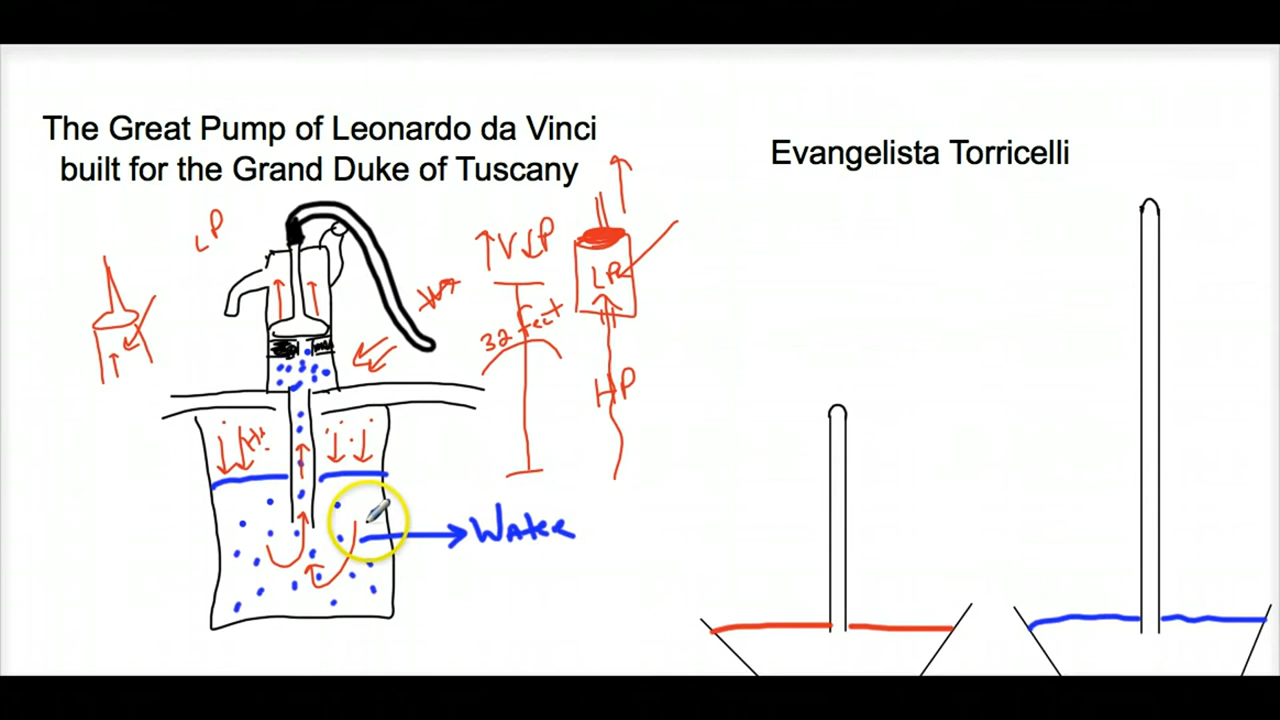 The Great Pump of Leonardo da Vinci
built for the Grand Duke of Tuscany
Evangelista Torricelli
LP
↑V↓P
LP
32 feet
HP
Water